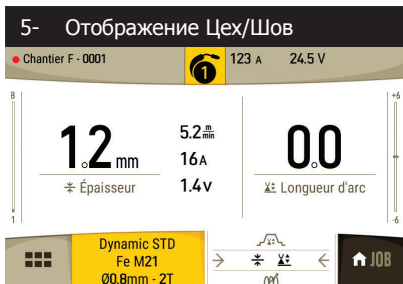 5- Отображение Цех/Шов
Chantier F - 0001
1
123 A 24.5 V
8
1
1.2 mm
Épaisseur
5.2 m/min
16A
1.4V
0.0
Longueur d'arc
+6
-6
Dynamic STD
Fe M21
Ø0.8mm - 2T
JOB